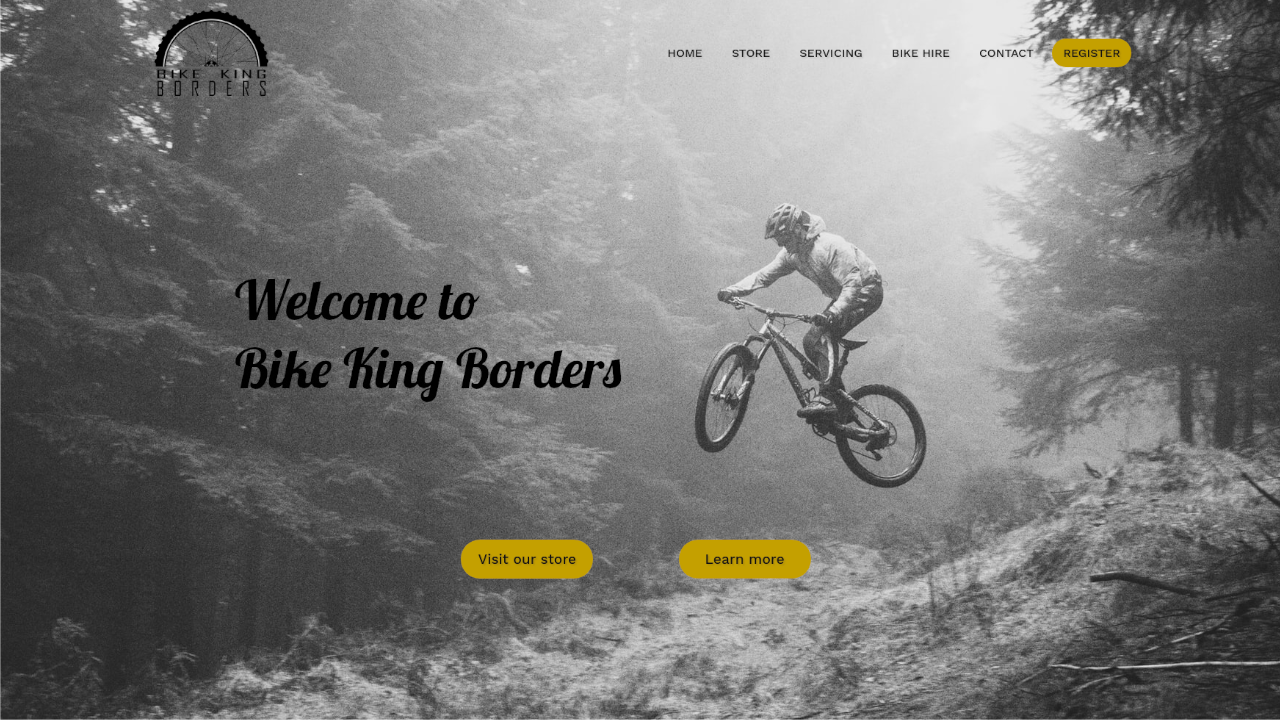 BIKE KING
BORDERS
HOME STORE SERVICING BIKE HIRE CONTACT REGISTER
Welcome to
Bike King Borders
Visit our store Learn more